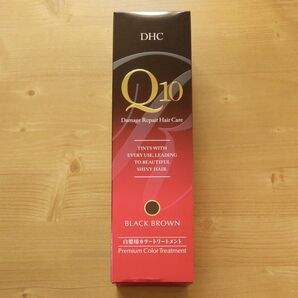 DHC
Q10
Damage Repair Hair Care
TINTS WITH
EVERY USE, LEADING
TO BEAUTIFUL,
SHINY HAIR.
BLACK BROWN
白髪用カラートリートメント
Premium Color Treatment